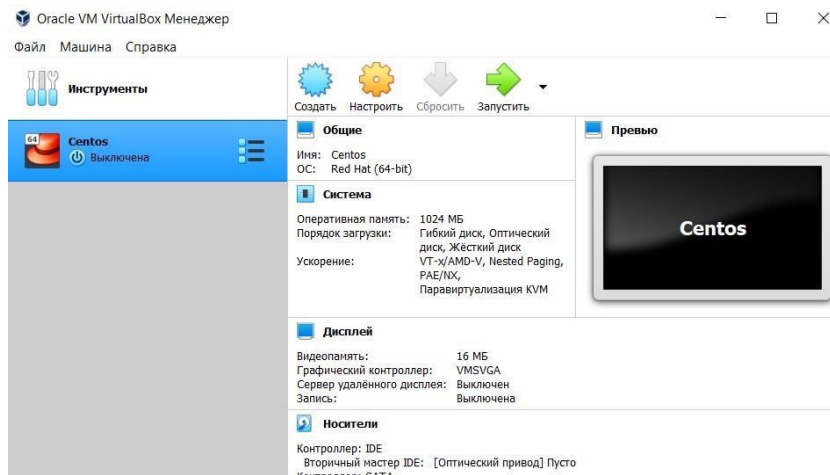 Oracle VM VirtualBox Менеджер
Файл Машина Справка
Инструменты
64
Centos
Выключена
Создать Настроить Сбросить Запустить
Общие
Имя: Centos
ОС: Red Hat (64-bit)
Система
Оперативная память: 1024 МБ
Порядок загрузки: Гибкий диск, Оптический
диск, Жёсткий диск
Ускорение: VT-x/AMD-V, Nested Paging,
PAE/NX,
Паравиртуализация KVM
Превью
Centos
Дисплей
Видеопамять: 16 МБ
Графический контроллер: VMSVGA
Сервер удалённого дисплея: Выключен
Запись: Выключена
Носители
Контроллер: IDE
Вторичный мастер IDE: [Оптический привод] Пусто
Контроллер: SATA